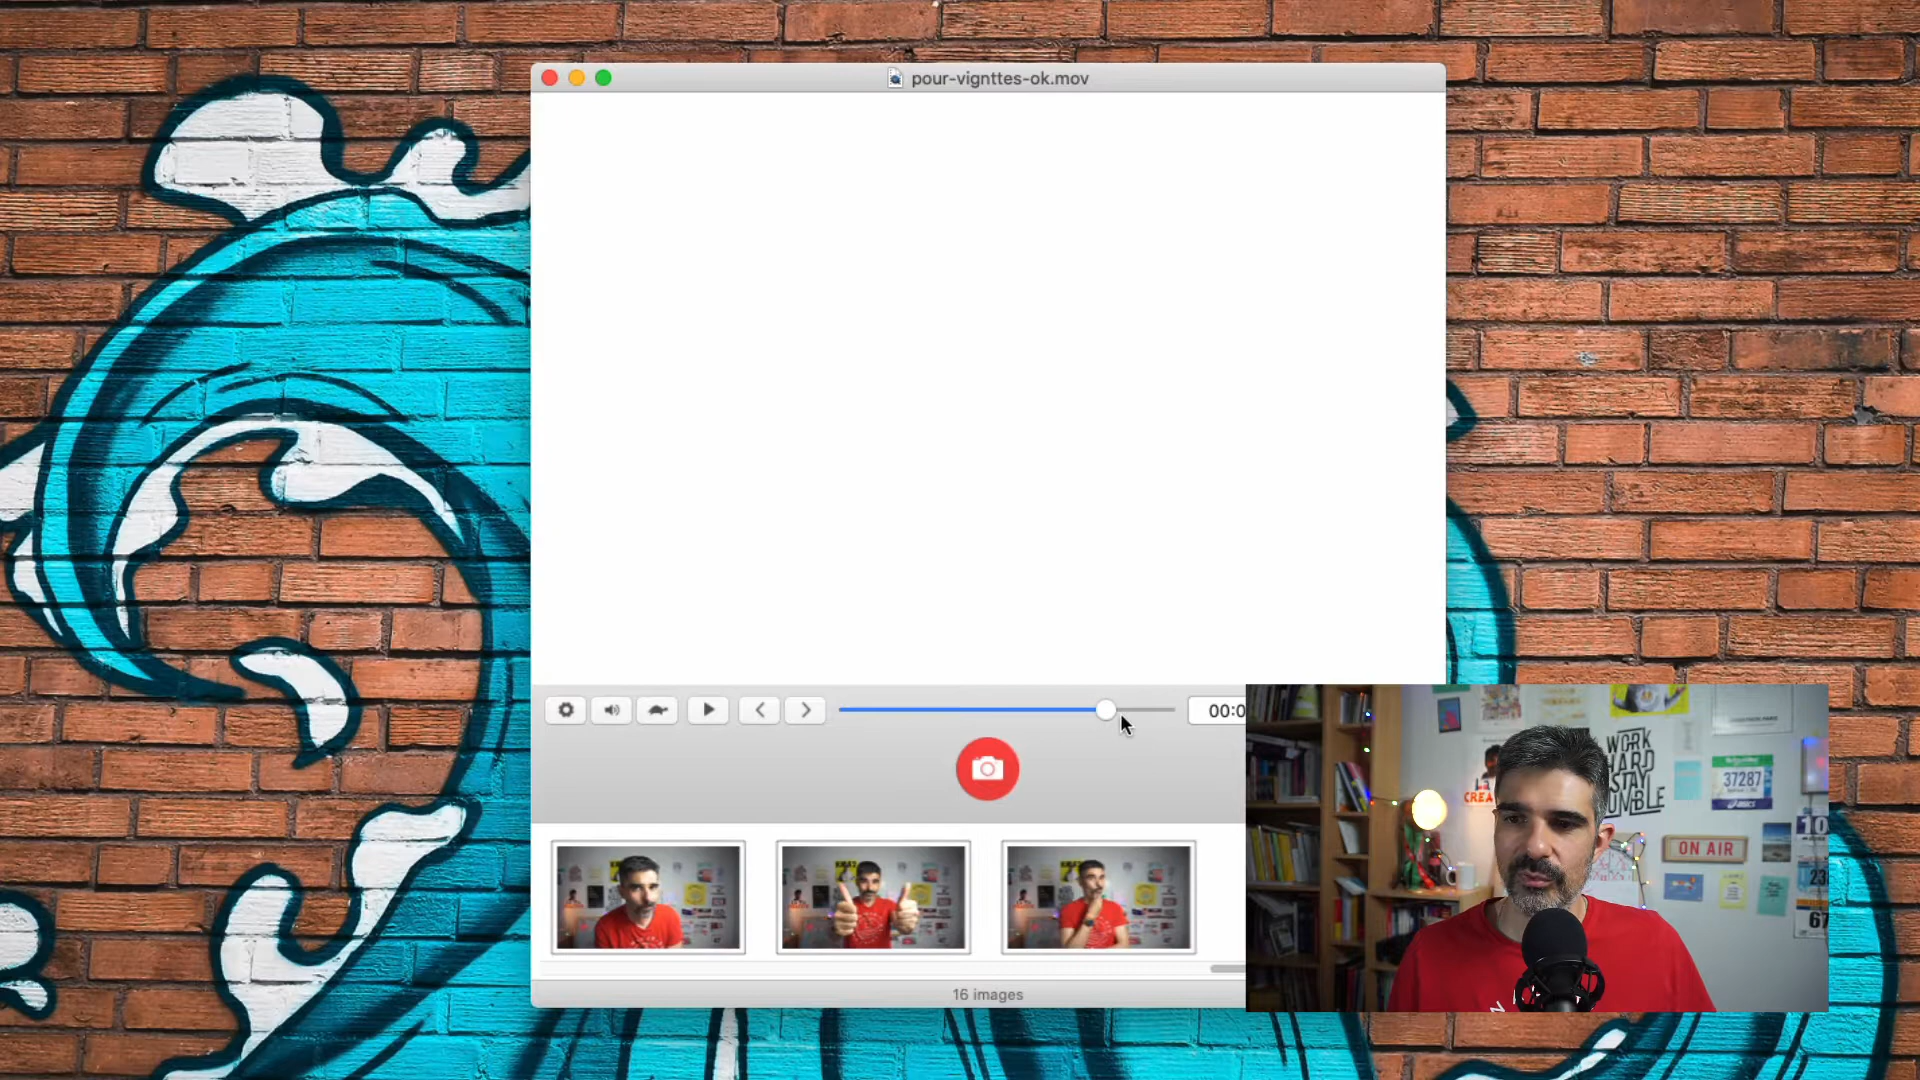 pour-vignttes-ok.mov
00:0
WORK
HARD
STAY
HUMBLE
37287
ON AIR
CREA
10
23
67
16 images